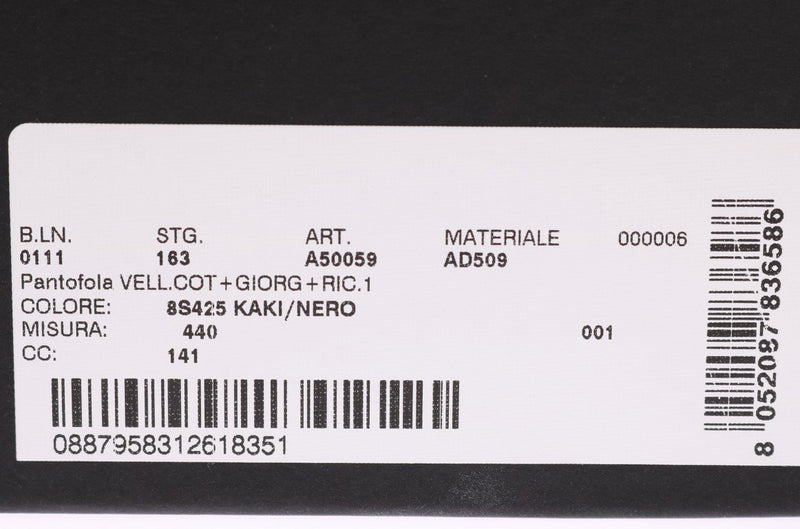 B.LN. STG. ART. MATERIALE 000006
0111 163 A50059 AD509
Pantofola VELL.COT+GIORG+RIC.1
COLORE: 8S425 KAKI/NERO
MISURA: 440 001
CC: 141
0887958312618351
8 052087 836586